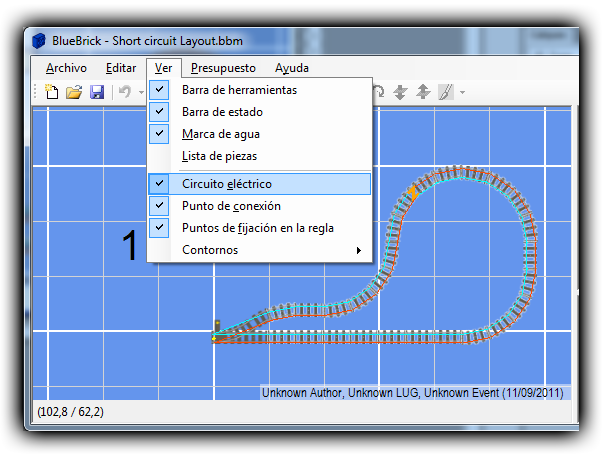 BlueBrick - Short circuit Layout.bbm
Archivo Editar Ver Presupuesto Ayuda
Barra de herramientas
Barra de estado
Marca de agua
Lista de piezas
Circuito eléctrico
Punto de conexión
Puntos de fijación en la regla
Contornos
1
Unknown Author, Unknown LUG, Unknown Event (11/09/2011)
(102,8 / 62,2)